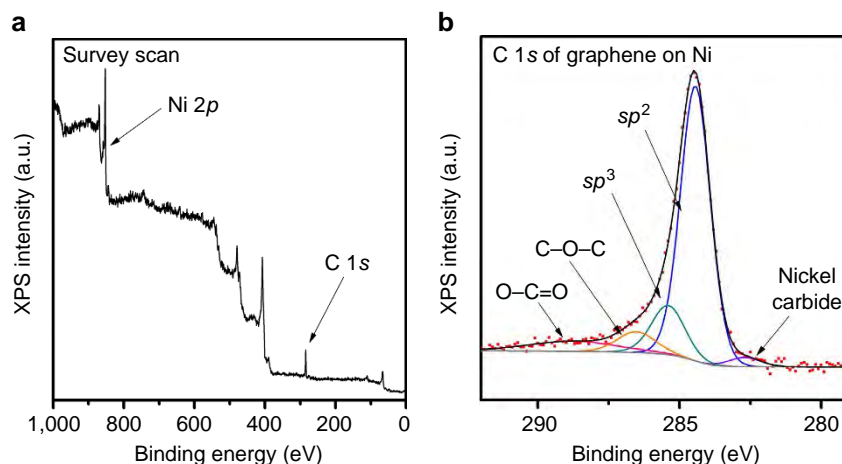 a
Survey scan
Ni 2p
C 1s
XPS intensity (a.u.)
1,000 800 600 400 200 0
Binding energy (eV)
b
C 1s of graphene on Ni
sp2
sp3
C–O–C
O–C=O
Nickel
carbide
XPS intensity (a.u.)
290 285 280
Binding energy (eV)